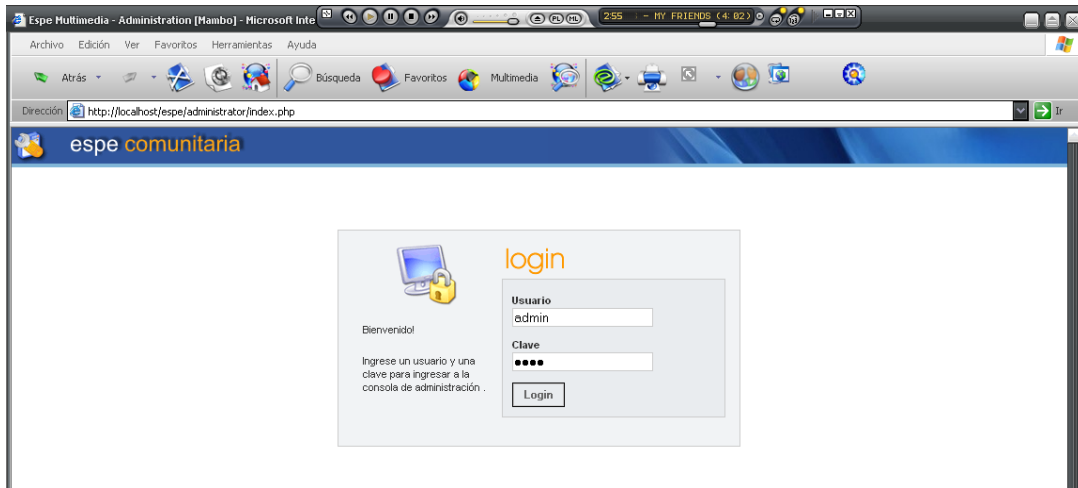 Espe Multimedia - Administration [Mambo] - Microsoft Inte
2:55 - MY FRIENDS (4:02)
PL ML
Archivo Edición Ver Favoritos Herramientas Ayuda
Atrás Búsqueda Favoritos Multimedia
Dirección http://localhost/espe/administrator/index.php Ir
espe comunitaria
login
Usuario
admin
Bienvenido!
Clave
Ingrese un usuario y una
clave para ingresar a la
consola de administración .
Login